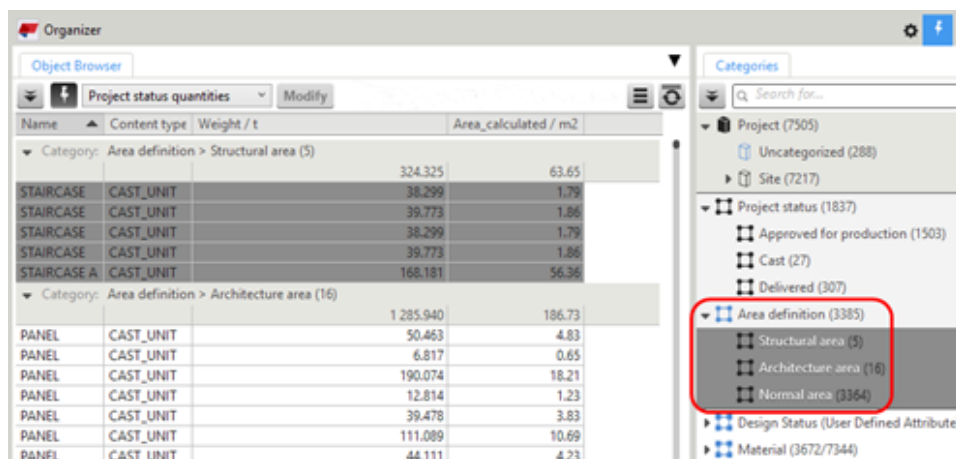 Organizer
Object Browser
Project status quantities Modify
Name Content type Weight / t Area_calculated / m2
Category: Area definition > Structural area (5)
324.325 63.65
STAIRCASE CAST_UNIT 38.299 1.79
STAIRCASE CAST_UNIT 39.773 1.86
STAIRCASE CAST_UNIT 38.299 1.79
STAIRCASE CAST_UNIT 39.773 1.86
STAIRCASE A CAST_UNIT 168.181 56.36
Category: Area definition > Architecture area (16)
1 285.940 186.73
PANEL CAST_UNIT 50.463 4.83
PANEL CAST_UNIT 6.817 0.65
PANEL CAST_UNIT 190.074 18.21
PANEL CAST_UNIT 12.814 1.23
PANEL CAST_UNIT 39.478 3.83
PANEL CAST_UNIT 111.089 10.69
PANEL CAST_UNIT 44.111 4.23
Categories
Search for...
Project (7505)
Uncategorized (288)
Site (7217)
Project status (1837)
Approved for production (1503)
Cast (27)
Delivered (307)
Area definition (3385)
Structural area (5)
Architecture area (16)
Normal area (3364)
Design Status (User Defined Attribute
Material (3672/7344)